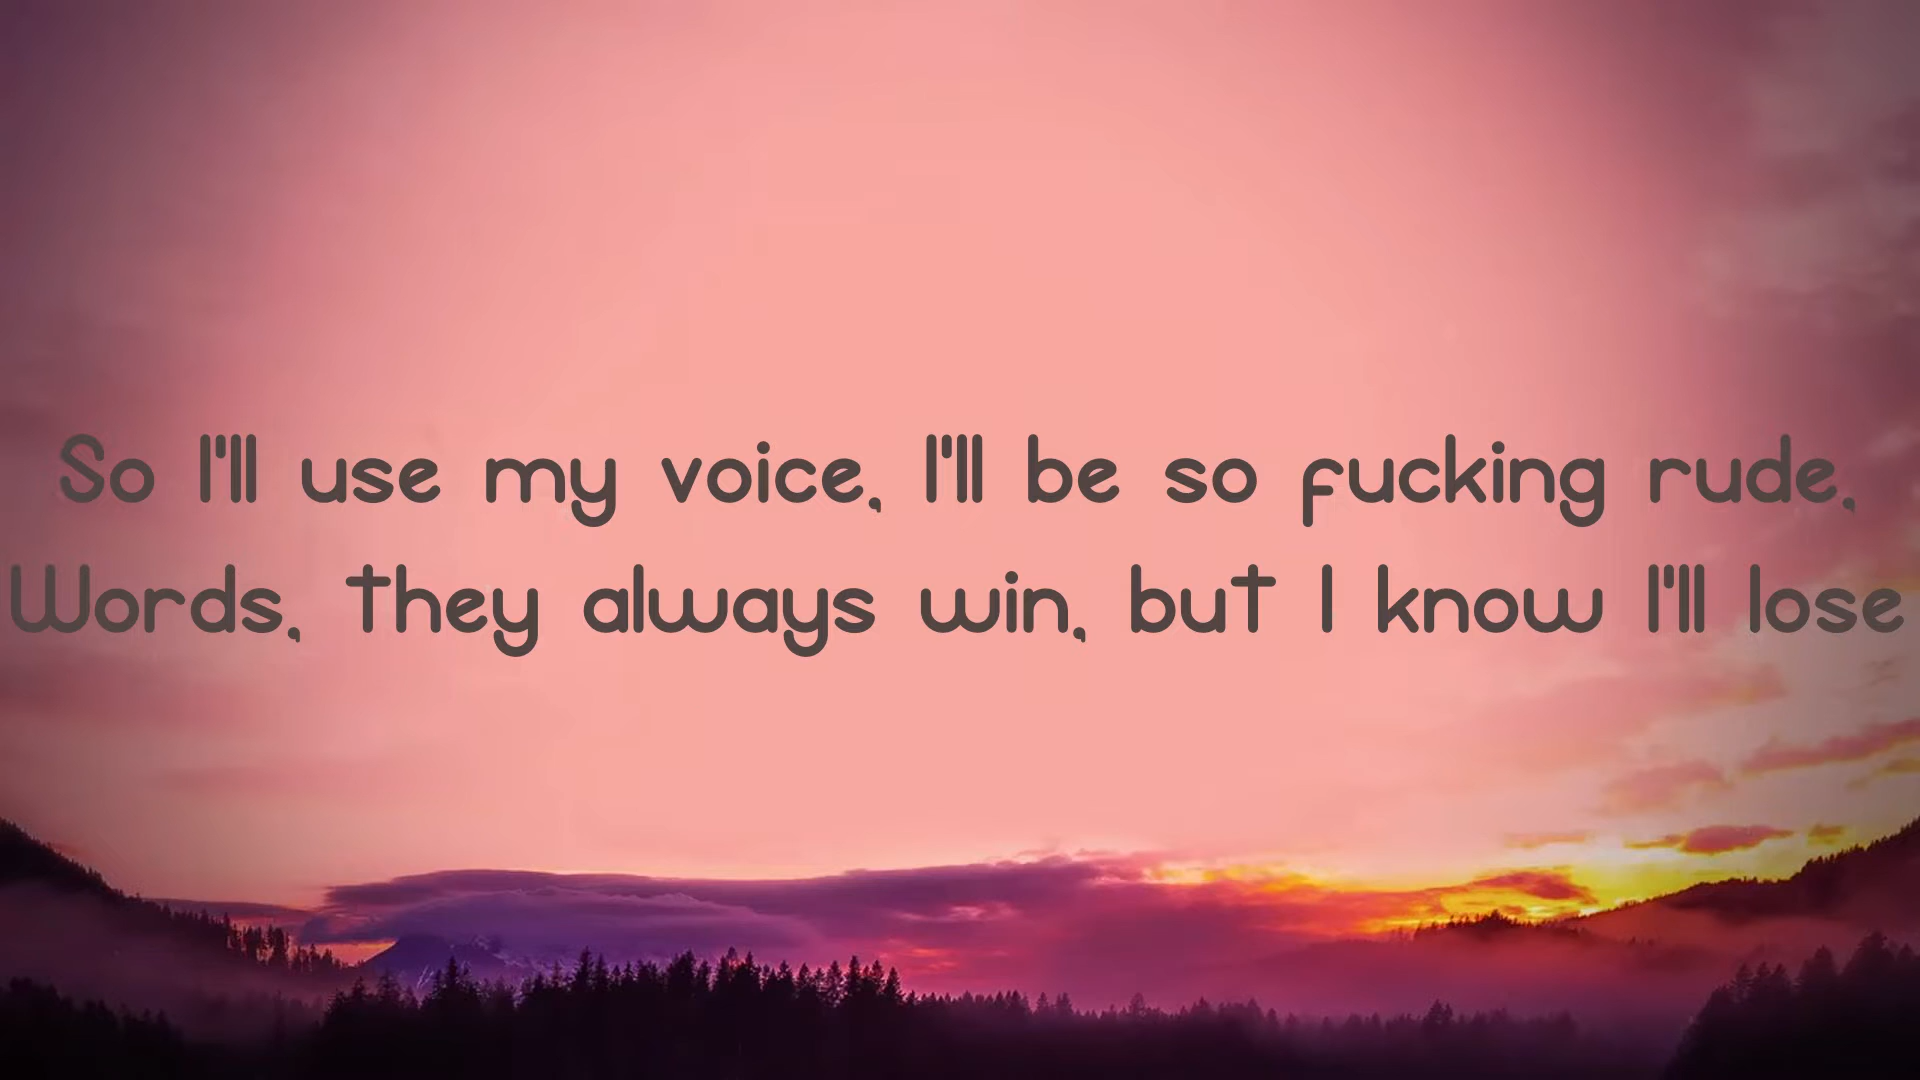 So I'll use my voice, I'll be so fucking rude,
Words, they always win, but I know I'll lose